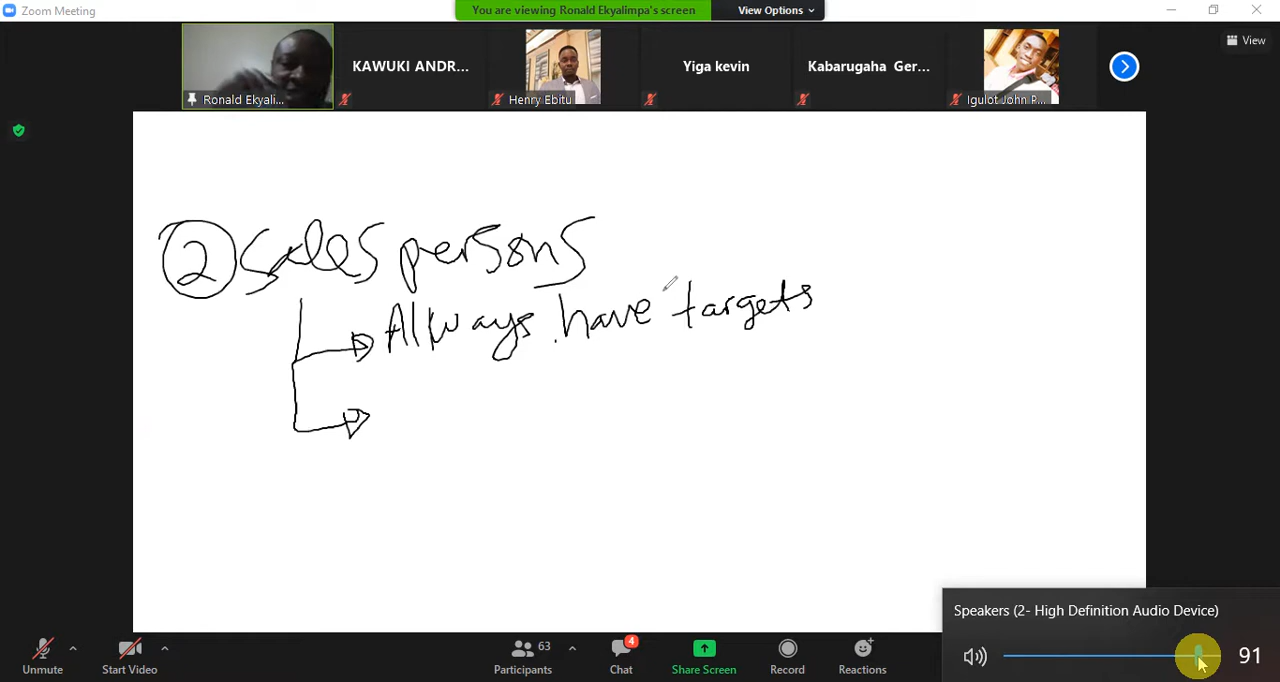 Zoom Meeting
You are viewing Ronald Ekyalimpa's screen
View Options
View
KAWUKI ANDR...
Yiga kevin
Kabarugaha Ger...
Ronald Ekyali...
Henry Ebitu
Igulot John P...
2 Sales persons
Always have targets
Speakers (2- High Definition Audio Device)
91
Unmute
Start Video
63
Participants
4
Chat
Share Screen
Record
Reactions